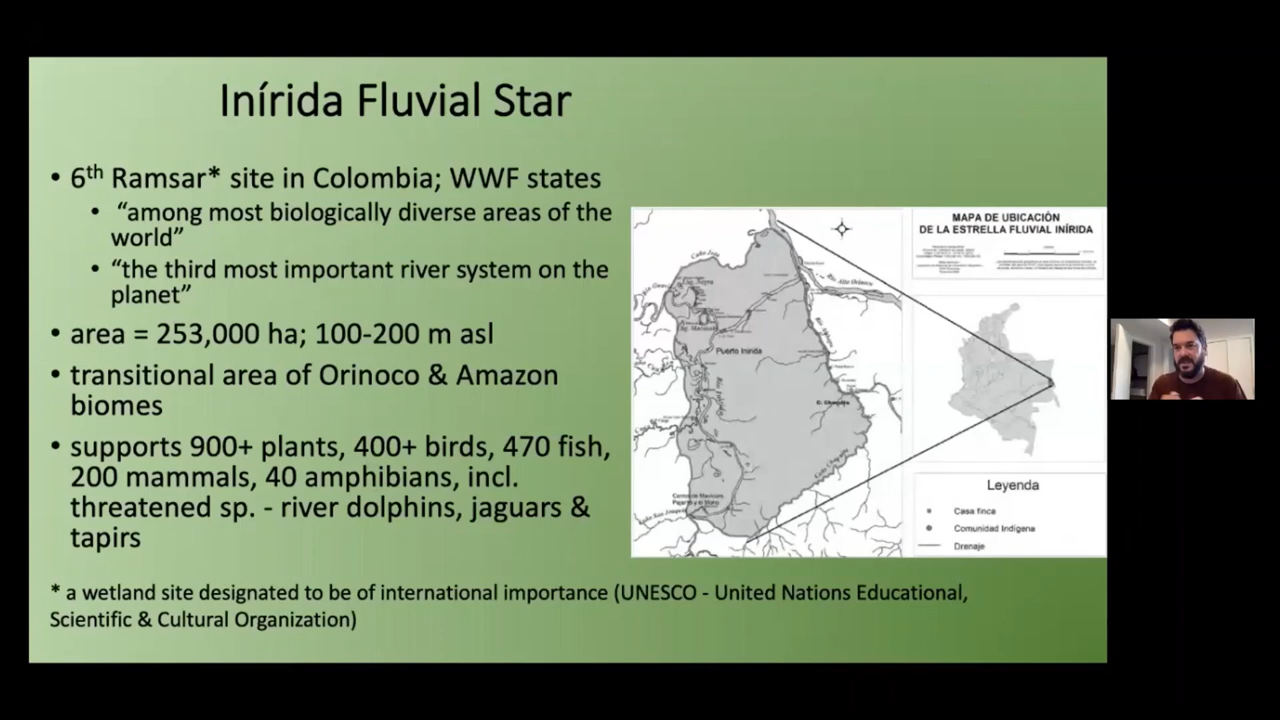 Inírida Fluvial Star
• 6th Ramsar* site in Colombia; WWF states
• “among most biologically diverse areas of the
world”
• “the third most important river system on the
planet”
• area = 253,000 ha; 100-200 m asl
• transitional area of Orinoco & Amazon
biomes
• supports 900+ plants, 400+ birds, 470 fish,
200 mammals, 40 amphibians, incl.
threatened sp. - river dolphins, jaguars &
tapirs
MAPA DE UBICACIÓN
DE LA ESTRELLA FLUVIAL INÍRIDA
Alto Orinoco
Puerto Inírida
Leyenda
Casa finca
Comunidad Indígena
Drenaje
* a wetland site designated to be of international importance (UNESCO - United Nations Educational,
Scientific & Cultural Organization)